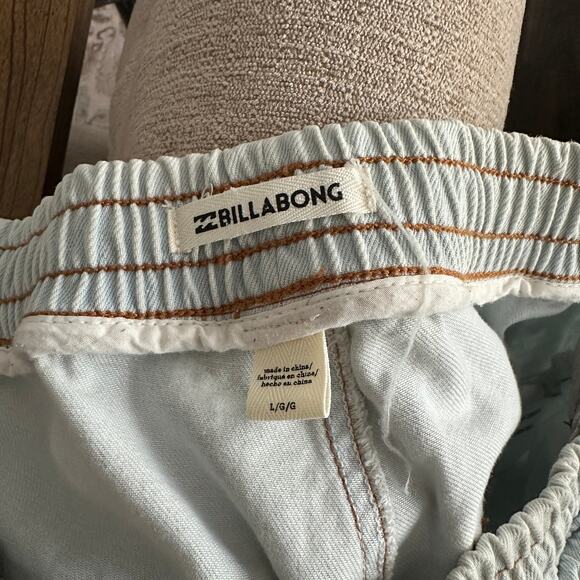 BILLABONG
made in china/
fabriqué en chine/
hecho en china
L/G/G